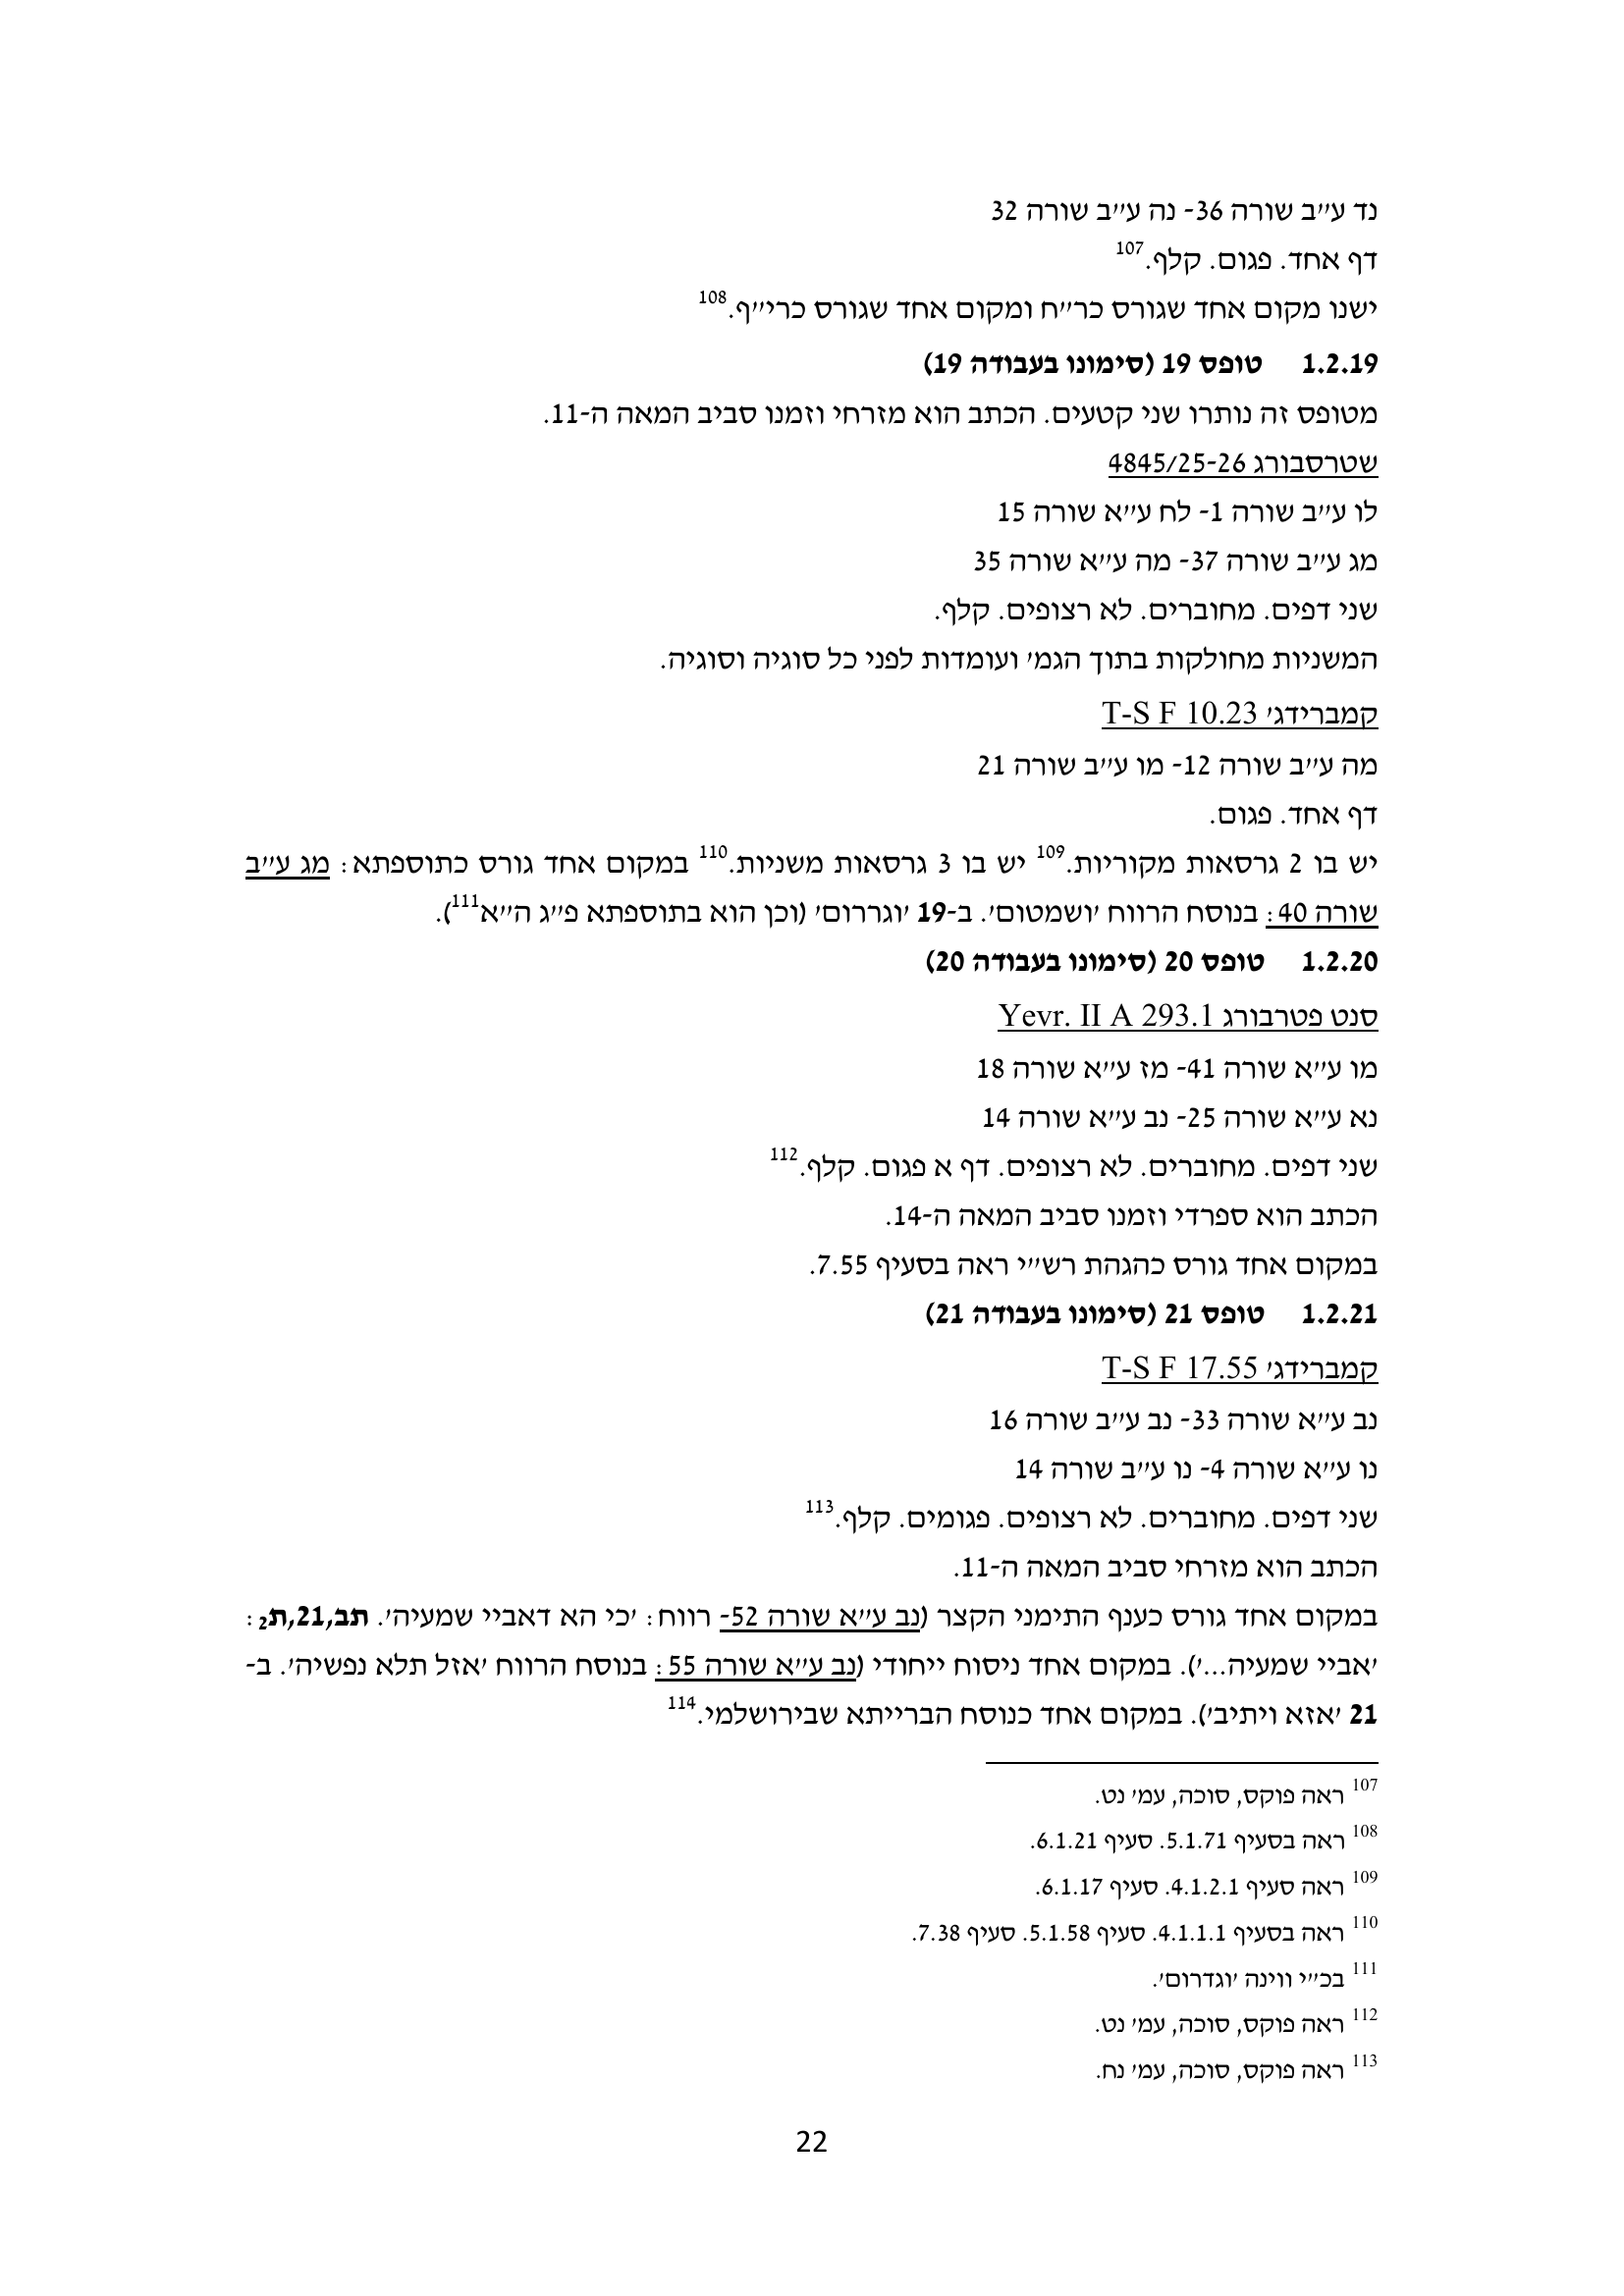 נד ע״ב שורה 36- נה ע״ב שורה 32
דף אחד. פגום. קלף.107
ישנו מקום אחד שגורס כר״ח ומקום אחד שגורס כרי״ף.108
1.2.19 טופס 19 (סימונו בעבודה 19)
מטופס זה נותרו שני קטעים. הכתב הוא מזרחי וזמנו סביב המאה ה-11.
שטרסבורג 4845/25-26
לו ע״ב שורה 1- לח ע״א שורה 15
מג ע״ב שורה 37- מה ע״א שורה 35
שני דפים. מחוברים. לא רצופים. קלף.
המשניות מחולקות בתוך הגמ׳ ועומדות לפני כל סוגיה וסוגיה.
קמברידג׳ T-S F 10.23
מה ע״ב שורה 12- מו ע״ב שורה 21
דף אחד. פגום.
יש בו 2 גרסאות מקוריות.109 יש בו 3 גרסאות משניות.110 במקום אחד גורס כתוספתא: מג ע״ב
שורה 40: בנוסח הרווח ׳ושמטום׳. ב-19 ׳וגררום׳ (וכן הוא בתוספתא פ״ג ה״א111).
1.2.20 טופס 20 (סימונו בעבודה 20)
סנט פטרבורג Yevr. II A 293.1
מו ע״א שורה 41- מז ע״א שורה 18
נא ע״א שורה 25- נב ע״א שורה 14
שני דפים. מחוברים. לא רצופים. דף א פגום. קלף.112
הכתב הוא ספרדי וזמנו סביב המאה ה-14.
במקום אחד גורס כהגהת רש״י ראה בסעיף 7.55.
1.2.21 טופס 21 (סימונו בעבודה 21)
קמברידג׳ T-S F 17.55
נב ע״א שורה 33- נב ע״ב שורה 16
נו ע״א שורה 4- נו ע״ב שורה 14
שני דפים. מחוברים. לא רצופים. פגומים. קלף.113
הכתב הוא מזרחי סביב המאה ה-11.
במקום אחד גורס כענף התימני הקצר (נב ע״א שורה 52- רווח: ׳כי הא דאביי שמעיה׳. תב,21,ת2:
׳אביי שמעיה...׳). במקום אחד ניסוח ייחודי (נב ע״א שורה 55: בנוסח הרווח ׳אזל תלא נפשיה׳. ב-
21 ׳אזא ויתיב׳). במקום אחד כנוסח הברייתא שבירושלמי.114
107 ראה פוקס, סוכה, עמ׳ נט.
108 ראה בסעיף 5.1.71. סעיף 6.1.21.
109 ראה סעיף 4.1.2.1. סעיף 6.1.17.
110 ראה בסעיף 4.1.1.1. סעיף 5.1.58. סעיף 7.38.
111 בכ״י ווינה ׳וגדרום׳.
112 ראה פוקס, סוכה, עמ׳ נט.
113 ראה פוקס, סוכה, עמ׳ נח.
22